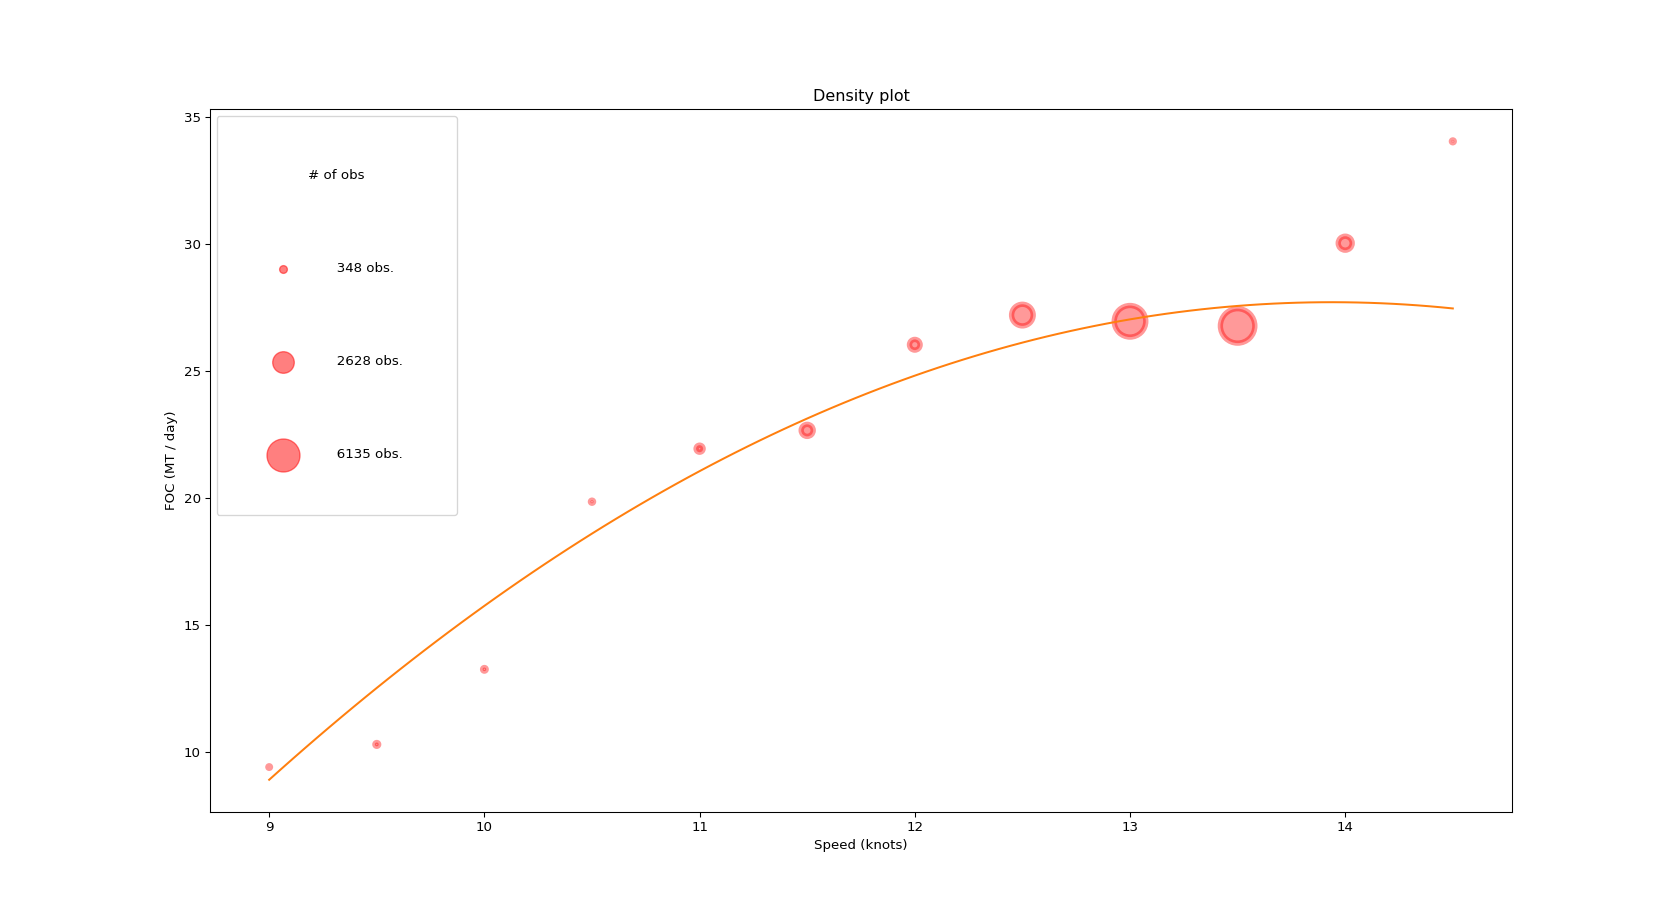 Density plot
35
30
25
20
15
10
FOC (MT / day)
# of obs
348 obs.
2628 obs.
6135 obs.
9 10 11 12 13 14
Speed (knots)